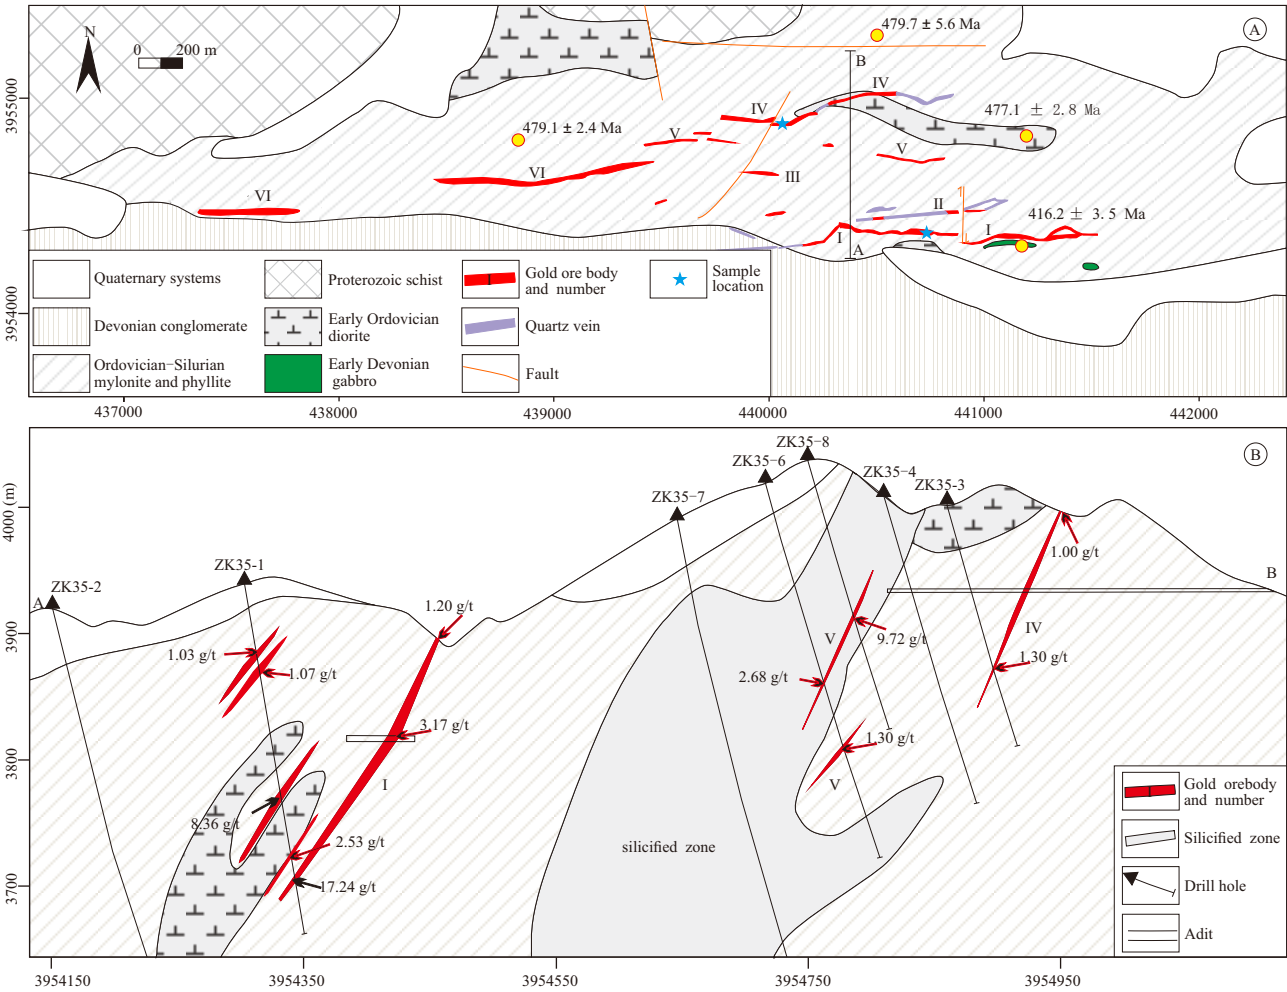 N
0 200 m
479.7 ± 5.6 Ma
A
B
IV
IV
477.1 ± 2.8 Ma
479.1 ± 2.4 Ma
V
V
VI
III
VI
II
416.2 ± 3.5 Ma
I
I
A
3955000
3954000
Quaternary systems
Proterozoic schist
Gold ore body
and number
Sample
location
Devonian conglomerate
Early Ordovician
diorite
Quartz vein
Ordovician−Silurian
mylonite and phyllite
Early Devonian
gabbro
Fault
437000 438000 439000 440000 441000 442000
B
ZK35−8
ZK35−6
ZK35−4
ZK35-3
ZK35−7
4000 (m)
1.00 g/t
ZK35-1
ZK35-2
A
B
1.20 g/t
3900
IV
V
9.72 g/t
1.03 g/t
1.30 g/t
1.07 g/t
2.68 g/t
3.17 g/t
1.30 g/t
3800
I
V
8.36 g/t
2.53 g/t
silicified zone
17.24 g/t
3700
Gold orebody
and number
Silicified zone
Drill hole
Adit
3954150 3954350 3954550 3954750 3954950